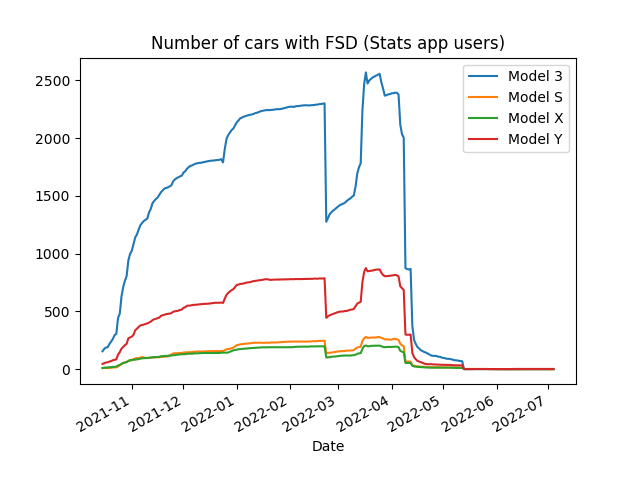 Number of cars with FSD (Stats app users)
Model 3
Model S
Model X
Model Y
2500
2000
1500
1000
500
0
2021-11
2021-12
2022-01
2022-02
2022-03
2022-04
2022-05
2022-06
2022-07
Date